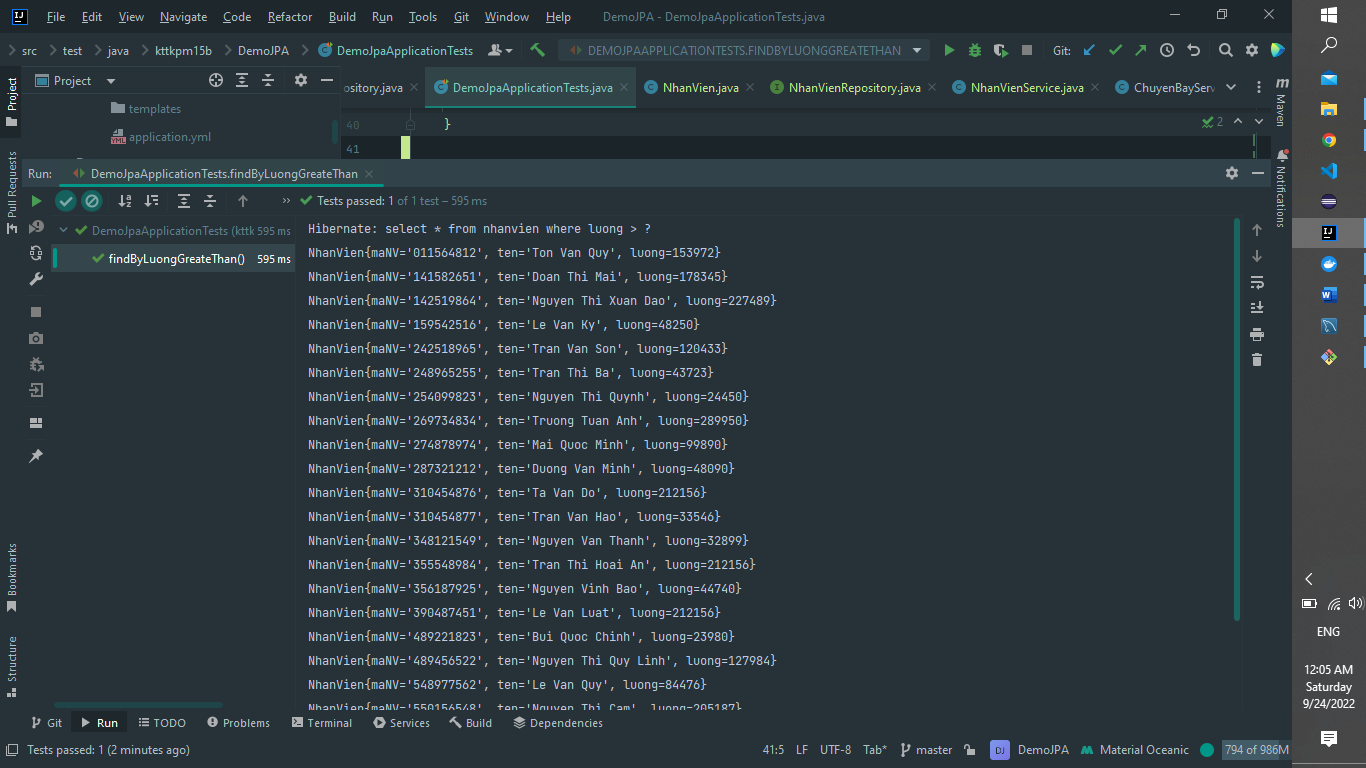 File Edit View Navigate Code Refactor Build Run Tools Git Window Help DemoJPA - DemoJpaApplicationTests.java
src test java kttkpm15b DemoJPA DemoJpaApplicationTests DEMOJPAAPPLICATIONTESTS.FINDBYLUONGGREATETHAN Git:
Project
Project ository.java DemoJpaApplicationTests.java NhanVien.java NhanVienRepository.java NhanVienService.java ChuyenBayServ
Maven
templates
40 } 2
application.yml
41
Pull Requests
Notifications
Run: DemoJpaApplicationTests.findByLuongGreateThan
Tests passed: 1 of 1 test – 595 ms
DemoJpaApplicationTests (kttk 595 ms
findByLuongGreateThan() 595 ms
Hibernate: select * from nhanvien where luong > ?
NhanVien{maNV='011564812', ten='Ton Van Quy', luong=153972}
NhanVien{maNV='141582651', ten='Doan Thi Mai', luong=178345}
NhanVien{maNV='142519864', ten='Nguyen Thi Xuan Dao', luong=227489}
NhanVien{maNV='159542516', ten='Le Van Ky', luong=48250}
NhanVien{maNV='242518965', ten='Tran Van Son', luong=120433}
NhanVien{maNV='248965255', ten='Tran Thi Ba', luong=43723}
NhanVien{maNV='254099823', ten='Nguyen Thi Quynh', luong=24450}
NhanVien{maNV='269734834', ten='Truong Tuan Anh', luong=289950}
NhanVien{maNV='274878974', ten='Mai Quoc Minh', luong=99890}
NhanVien{maNV='287321212', ten='Duong Van Minh', luong=48090}
NhanVien{maNV='310454876', ten='Ta Van Do', luong=212156}
NhanVien{maNV='310454877', ten='Tran Van Hao', luong=33546}
NhanVien{maNV='348121549', ten='Nguyen Van Thanh', luong=32899}
NhanVien{maNV='355548984', ten='Tran Thi Hoai An', luong=212156}
NhanVien{maNV='356187925', ten='Nguyen Vinh Bao', luong=44740}
NhanVien{maNV='390487451', ten='Le Van Luat', luong=212156}
NhanVien{maNV='489221823', ten='Bui Quoc Chinh', luong=23980}
NhanVien{maNV='489456522', ten='Nguyen Thi Quy Linh', luong=127984}
NhanVien{maNV='548977562', ten='Le Van Quy', luong=84476}
NhanVien{maNV='550156548', ten='Nguyen Thi Cam', luong=205187}
Bookmarks
Structure
Git Run TODO Problems Terminal Services Build Dependencies
Tests passed: 1 (2 minutes ago) 41:5 LF UTF-8 Tab* master DJ DemoJPA Material Oceanic 794 of 986M
ENG
12:05 AM
Saturday
9/24/2022